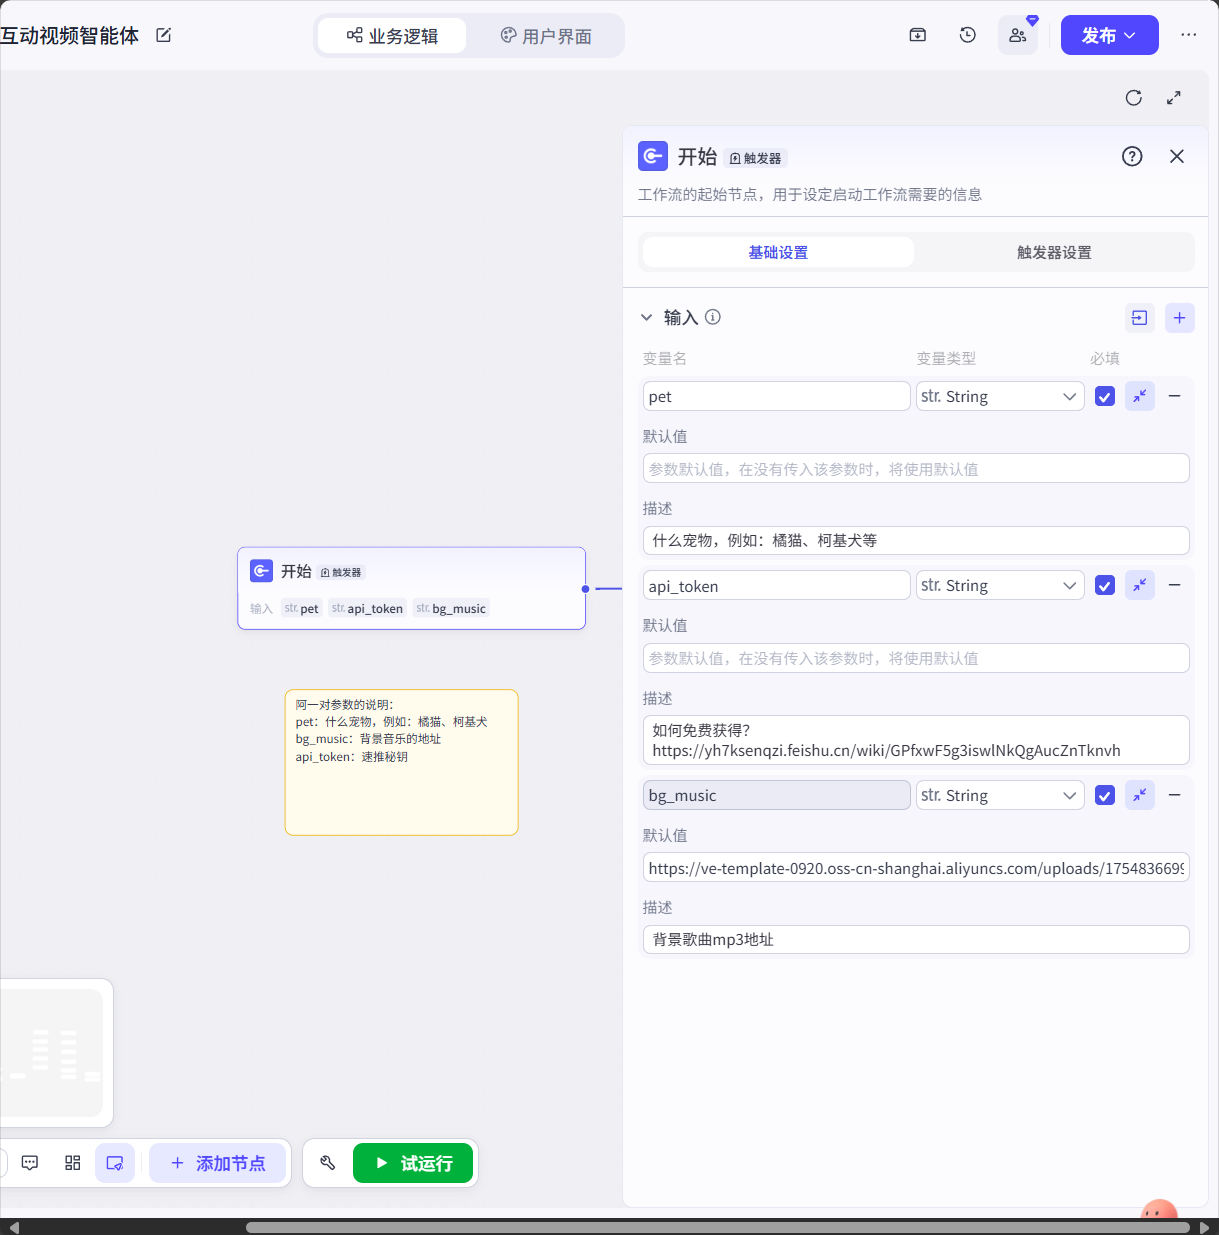 互动视频智能体
业务逻辑
用户界面
发布
开始
触发器
工作流的起始节点，用于设定启动工作流需要的信息
基础设置
触发器设置
输入
变量名
变量类型
必填
pet
str. String
默认值
参数默认值，在没有传入该参数时，将使用默认值
描述
什么宠物，例如：橘猫、柯基犬等
api_token
str. String
默认值
参数默认值，在没有传入该参数时，将使用默认值
描述
如何免费获得？
https://yh7ksenqzi.feishu.cn/wiki/GPfxwF5g3iswlNkQgAucZnTknvh
bg_music
str. String
默认值
https://ve-template-0920.oss-cn-shanghai.aliyuncs.com/uploads/1754836699
描述
背景歌曲mp3地址
开始
触发器
输入 str. pet str. api_token str. bg_music
阿一对参数的说明：
pet：什么宠物，例如：橘猫、柯基犬
bg_music：背景音乐的地址
api_token：速推秘钥
添加节点
试运行